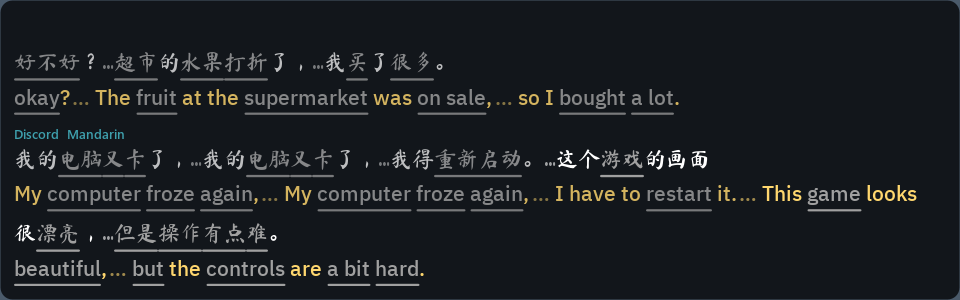 好不好？…超市的水果打折了，…我买了很多。
okay?… The fruit at the supermarket was on sale,… so I bought a lot.
Discord Mandarin
我的电脑又卡了，…我的电脑又卡了，…我得重新启动。…这个游戏的画面
My computer froze again,… My computer froze again,… I have to restart it.… This game looks
很漂亮，…但是操作有点难。
beautiful,… but the controls are a bit hard.